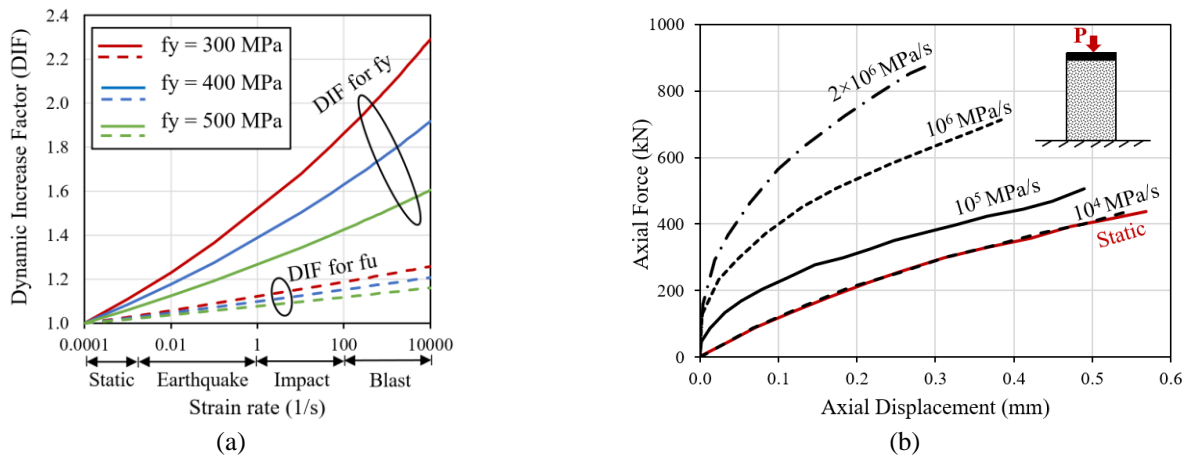 2.4
2.2
2.0
1.8
1.6
1.4
1.2
1.0
Dynamic Increase Factor (DIF)
fy = 300 MPa
fy = 400 MPa
fy = 500 MPa
DIF for fy
DIF for fu
0.0001 0.01 1 100 10000
Static Earthquake Impact Blast
Strain rate (1/s)
(a)
1000
800
600
400
200
0
Axial Force (kN)
P
2×10⁶ MPa/s
10⁶ MPa/s
10⁵ MPa/s
10⁴ MPa/s
Static
0.0 0.1 0.2 0.3 0.4 0.5 0.6
Axial Displacement (mm)
(b)